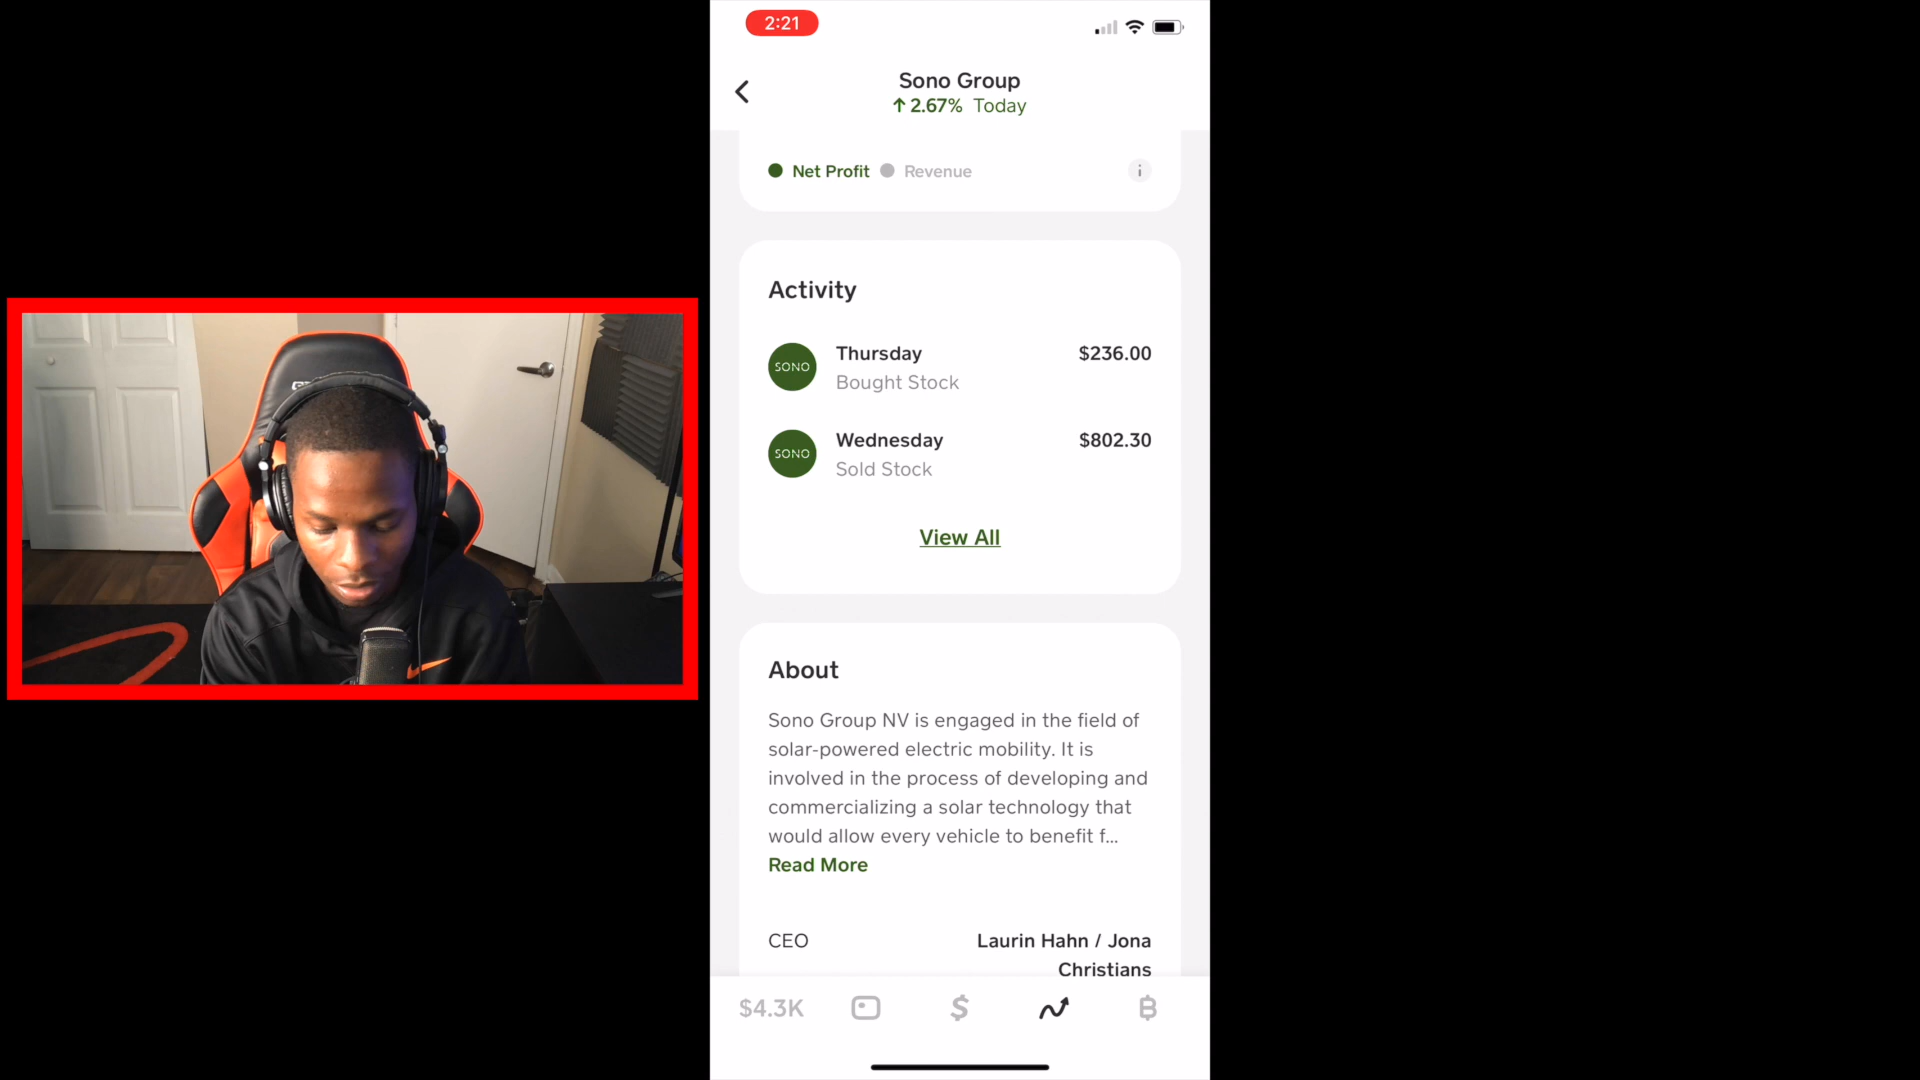 2:21
Sono Group
↑ 2.67% Today
Net Profit Revenue
Activity
SONO
Thursday $236.00
Bought Stock
SONO
Wednesday $802.30
Sold Stock
View All
About
Sono Group NV is engaged in the field of
solar-powered electric mobility. It is
involved in the process of developing and
commercializing a solar technology that
would allow every vehicle to benefit f...
Read More
CEO Laurin Hahn / Jona
Christians
$4.3K